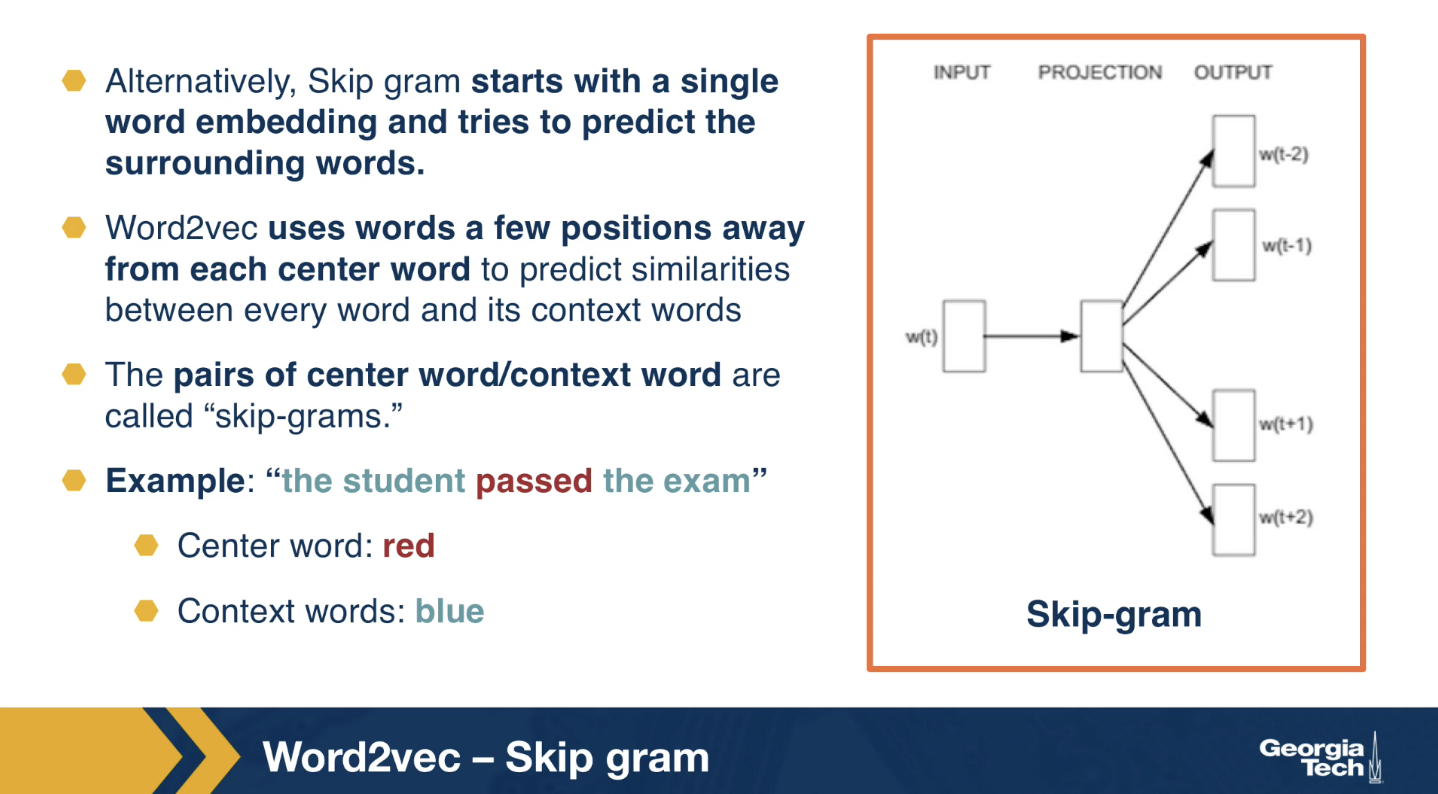 Alternatively, Skip gram starts with a single
word embedding and tries to predict the
surrounding words.
Word2vec uses words a few positions away
from each center word to predict similarities
between every word and its context words
The pairs of center word/context word are
called “skip-grams.”
Example: “the student passed the exam”
Center word: red
Context words: blue
INPUT PROJECTION OUTPUT
w(t-2)
w(t-1)
w(t)
w(t+1)
w(t+2)
Skip-gram
Word2vec – Skip gram
Georgia
Tech